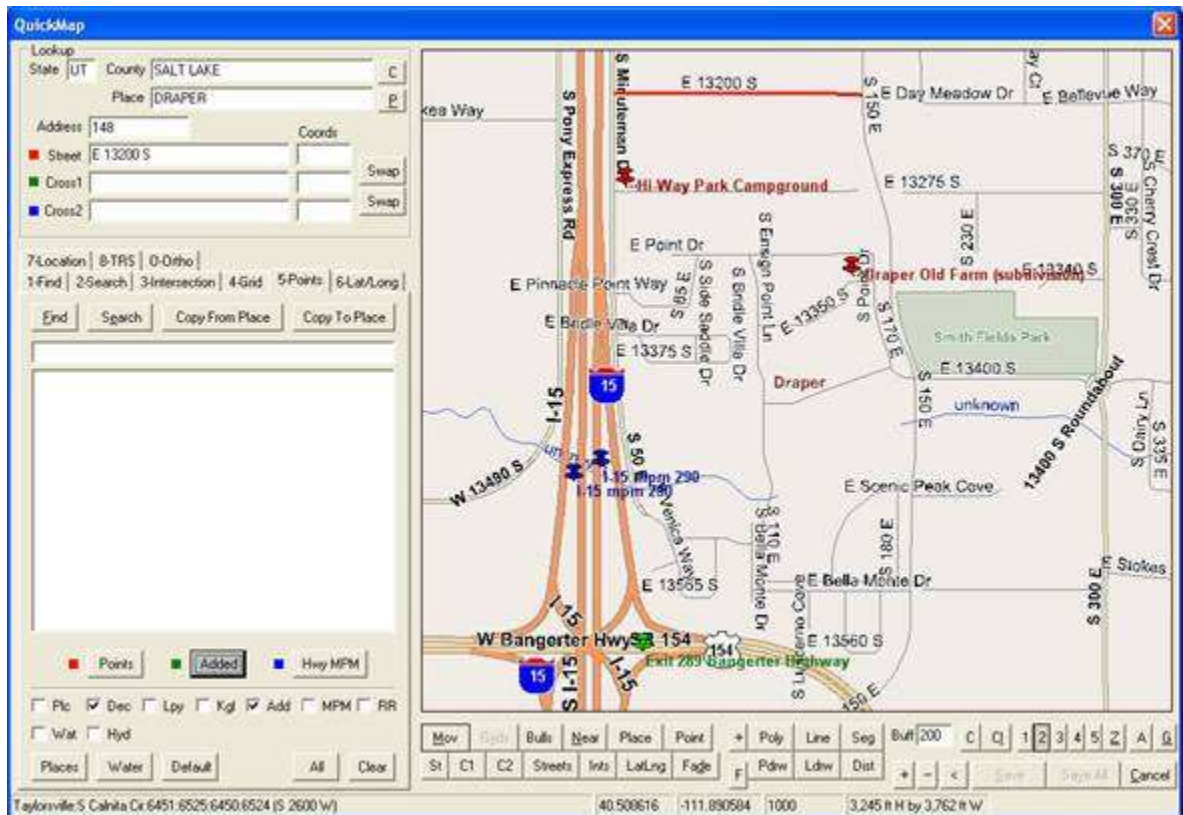 QuickMap
Lookup
State UT County SALT LAKE C
Place DRAPER P
Address 148 Coords
Street E 13200 S
Cross1 Swap
Cross2 Swap
7-Location 8-TRS 0-Ortho
1-Find 2-Search 3-Intersection 4-Grid 5-Points 6-Lat/Long
Find Search Copy From Place Copy To Place
Points Added Hwy MPM
Plc Dec Lpy Kgl Add MPM RR
Wat Hyd
Places Water Default All Clear
S Minuteman D
E 13200 S
S 150 E
E Day Meadow Dr
E Bellevue Way
S Pony Express Rd
S 370 E
Hi Way Park Campground
E 13275 S
S 300 E
S 330 E
S Cherry Crest Dr
S 230 E
E Point Dr
S Ensign Point Ln
Draper Old Farm (subdivision)
E 13340 S
E Pinnacle Point Way
S 85 E
S Side Saddle Dr
S Bridle Villa Dr
E 13350 S
S 170 E
E Bridle Villa Dr
Smith Fields Park
E 13375 S
E 13400 S
15
Draper
I-15
S 150 E
unknown
13400 S Roundabout
S Dairy Ln
S 335 E
W 13490 S
S 50
I-15 mpm 290
I-15 mpm 290
E Scenic Peak Cove
S Venica Way
S 110 E
S Bella Monte Dr
S 180 E
E Stokes
E 13565 S
E Bella Monte Dr
S 300 E
I-15
W Bangerter Hwy
SR 154
154
E 13560 S
Exit 289 Bangerter Highway
15
S I-15
I-15
150 E
Mov Bulls Near Place Point + Poly Line Seg Buff 200 C Q 1 2 3 4 5 Z A G
St C1 C2 Streets Ints LatLng Fage F Pdrw Ldrw Dist + - < Save Save All Cancel
Taylorsville:S Calnita Cir:6451:6525:6450:6524 (S 2600 W) 40.508616 -111.890584 1000 3,245 ft H by 3,762 ft W